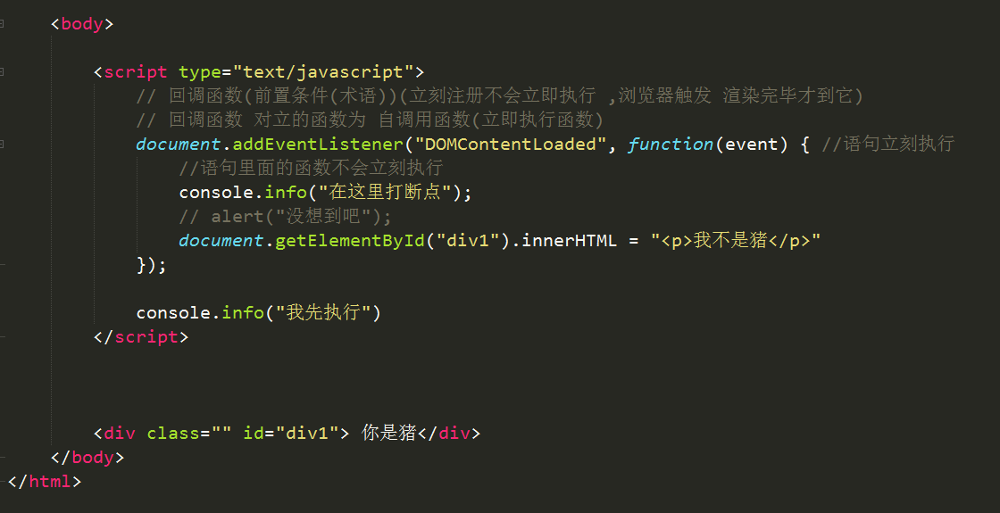 <body>
<script type="text/javascript">
// 回调函数(前置条件(术语))(立刻注册不会立即执行 ,浏览器触发 渲染完毕才到它)
// 回调函数 对立的函数为 自调用函数(立即执行函数)
document.addEventListener("DOMContentLoaded", function(event) { //语句立刻执行
//语句里面的函数不会立刻执行
console.info("在这里打断点");
// alert("没想到吧");
document.getElementById("div1").innerHTML = "<p>我不是猪</p>"
});
console.info("我先执行")
</script>
<div class="" id="div1"> 你是猪</div>
</body>
</html>